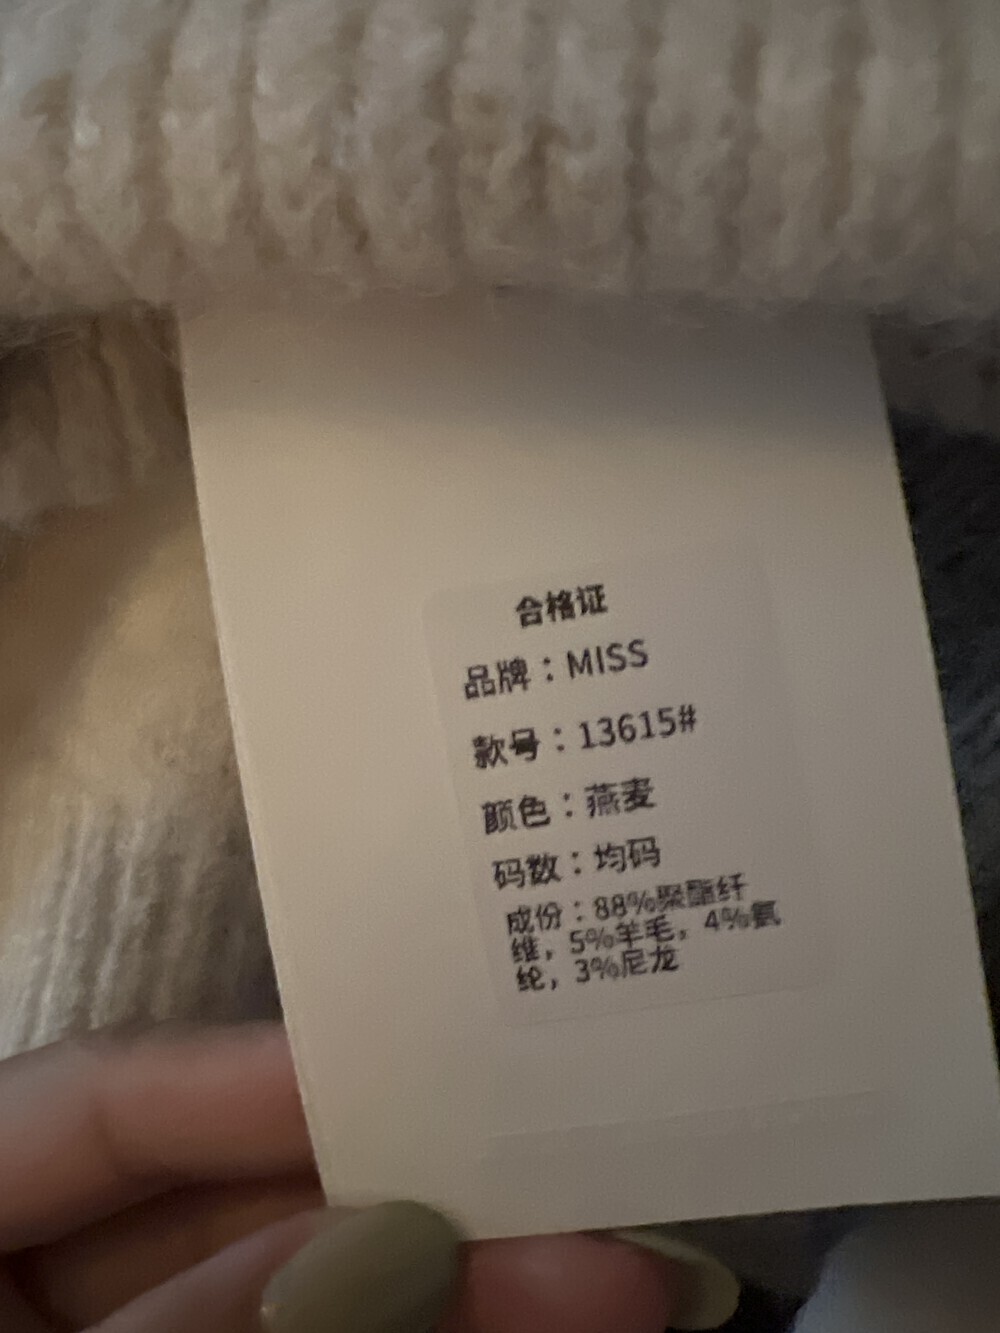 合格证
品牌：MISS
款号：13615#
颜色：燕麦
码数：均码
成份：88%聚酯纤
维，5%羊毛，4%氨
纶，3%尼龙